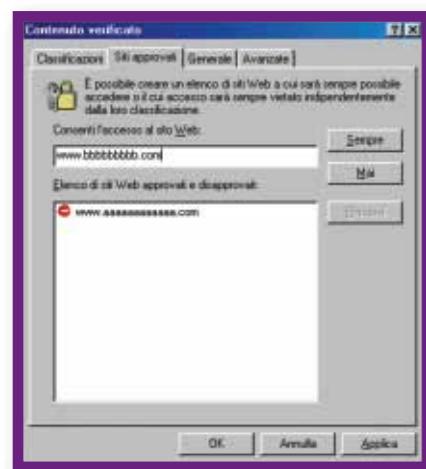 Contenuto verificato
Classificazioni Siti approvati Generale Avanzate
È possibile creare un elenco di siti Web a cui sarà sempre possibile
accedere o il cui accesso sarà sempre vietato indipendentemente
dalla loro classificazione.
Consenti l'accesso al sito Web:
www.bbbbbbbbb.com
Sempre
Mai
Elenco di siti Web approvati e disapprovati:
www.aaaaaaaaaaa.com
OK Annulla Applica